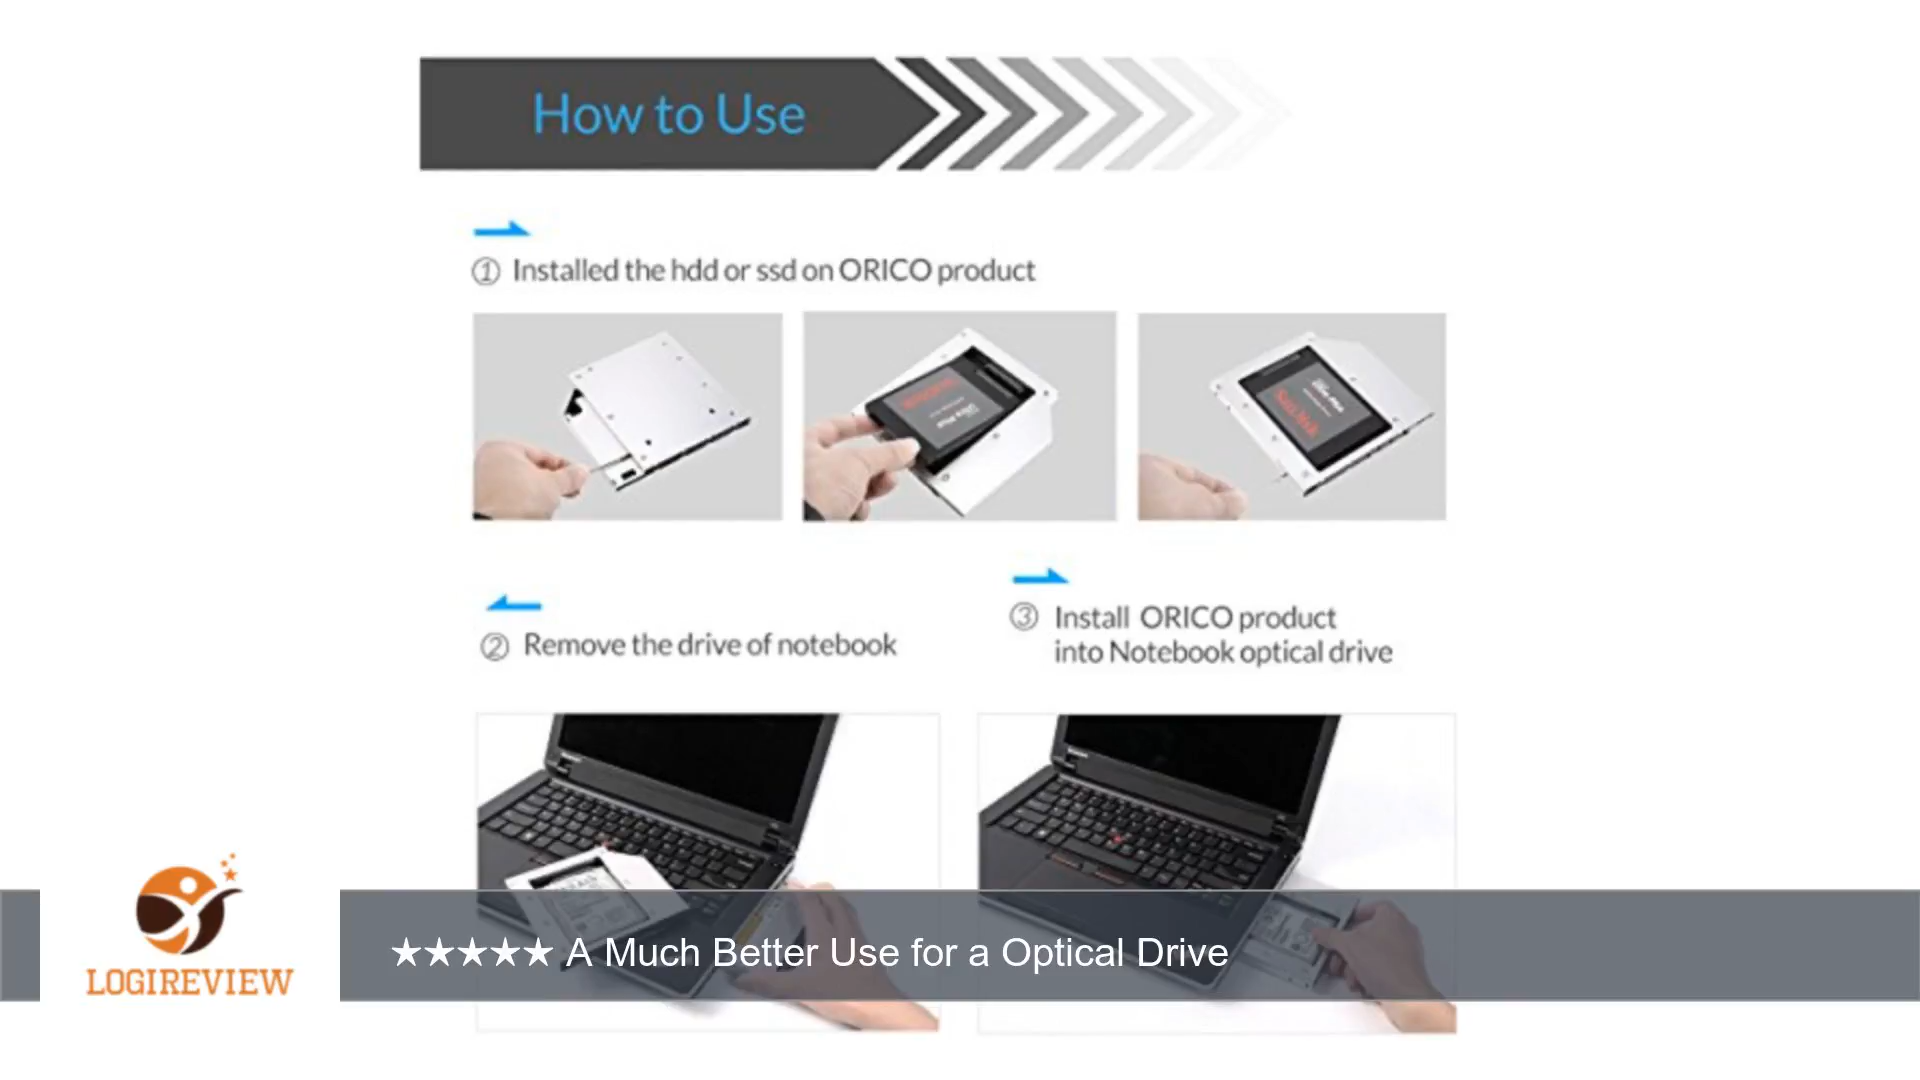 How to Use
① Installed the hdd or ssd on ORICO product
SanDisk
② Remove the drive of notebook
③ Install ORICO product
into Notebook optical drive
★★★★★ A Much Better Use for a Optical Drive
LOGIREVIEW